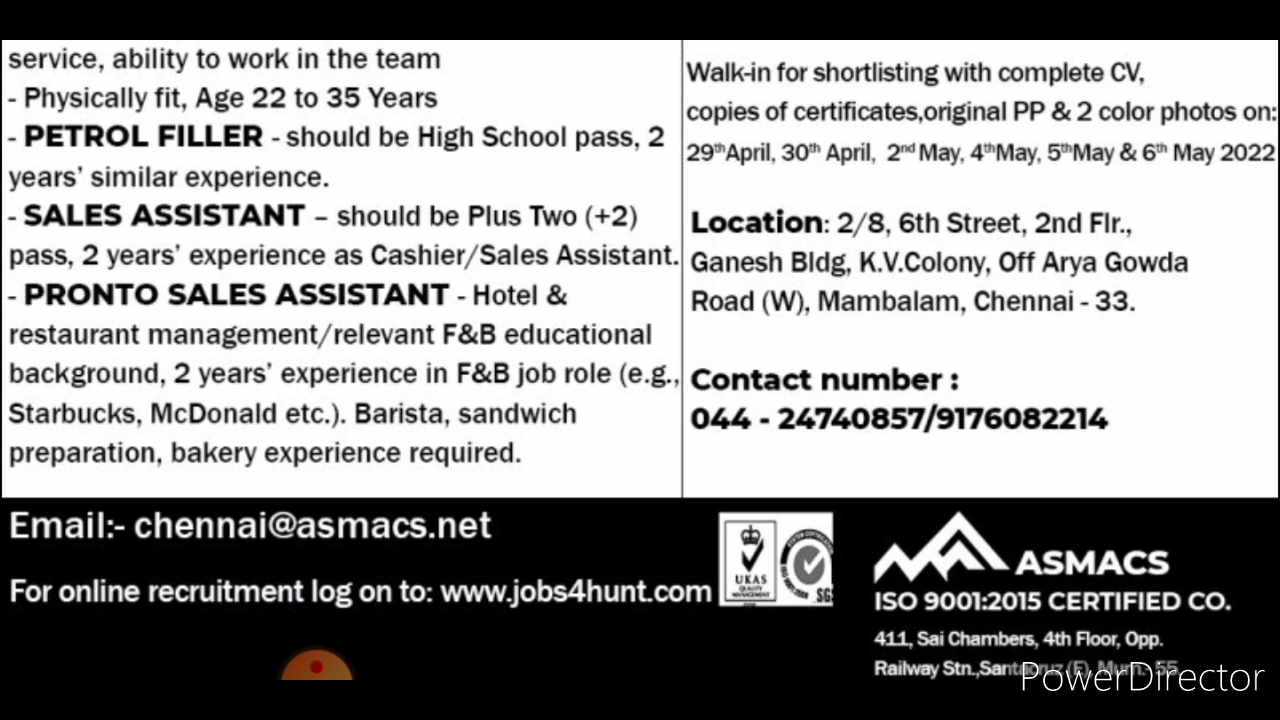 service, ability to work in the team
- Physically fit, Age 22 to 35 Years
- PETROL FILLER - should be High School pass, 2
years' similar experience.
- SALES ASSISTANT – should be Plus Two (+2)
pass, 2 years' experience as Cashier/Sales Assistant.
- PRONTO SALES ASSISTANT - Hotel &
restaurant management/relevant F&B educational
background, 2 years' experience in F&B job role (e.g.,
Starbucks, McDonald etc.). Barista, sandwich
preparation, bakery experience required.
Walk-in for shortlisting with complete CV,
copies of certificates,original PP & 2 color photos on:
29th April, 30th April, 2nd May, 4th May, 5th May & 6th May 2022
Location: 2/8, 6th Street, 2nd Flr.,
Ganesh Bldg, K.V.Colony, Off Arya Gowda
Road (W), Mambalam, Chennai - 33.
Contact number :
044 - 24740857/9176082214
Email:- chennai@asmacs.net
For online recruitment log on to: www.jobs4hunt.com
UKAS
QUALITY
MANAGEMENT
SGS
ASMACS
ISO 9001:2015 CERTIFIED CO.
411, Sai Chambers, 4th Floor, Opp.
Railway Stn.,Santacruz (E), Mum.- 55
PowerDirector